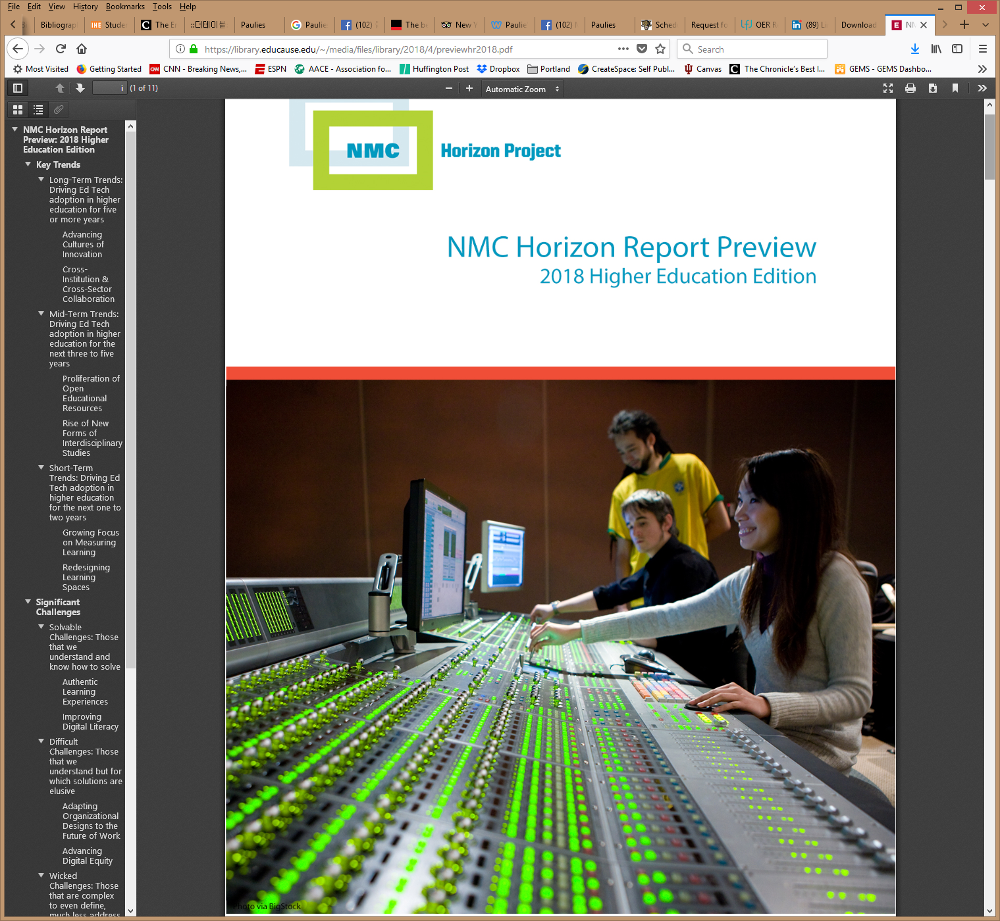 File Edit View History Bookmarks Tools Help
Bibliograp Studer The Er ::더테이블 Paulies Paulie (102) The be New Y Paulie (102) Paulies Sched Request fo OER R (89) Li Download NM
https://library.educause.edu/~/media/files/library/2018/4/previewhr2018.pdf Search
Most Visited Getting Started CNN - Breaking News,... ESPN AACE - Association fo... Huffington Post Dropbox Portland CreateSpace: Self Publ... Canvas The Chronicle's Best I... GEMS - GEMS Dashbo...
i (1 of 11) Automatic Zoom
NMC Horizon Report
Preview: 2018 Higher
Education Edition
Key Trends
Long-Term Trends:
Driving Ed Tech
adoption in higher
education for five
or more years
Advancing
Cultures of
Innovation
Cross-
Institution &
Cross-Sector
Collaboration
Mid-Term Trends:
Driving Ed Tech
adoption in higher
education for the
next three to five
years
Proliferation of
Open
Educational
Resources
Rise of New
Forms of
Interdisciplinary
Studies
Short-Term
Trends: Driving Ed
Tech adoption in
higher education
for the next one to
two years
Growing Focus
on Measuring
Learning
Redesigning
Learning
Spaces
Significant
Challenges
Solvable
Challenges: Those
that we
understand and
know how to solve
Authentic
Learning
Experiences
Improving
Digital Literacy
Difficult
Challenges: Those
that we
understand but for
which solutions are
elusive
Adapting
Organizational
Designs to the
Future of Work
Advancing
Digital Equity
Wicked
Challenges: Those
that are complex
to even define,
much less address
NMC Horizon Project
NMC Horizon Report Preview
2018 Higher Education Edition
Photo via BigStock